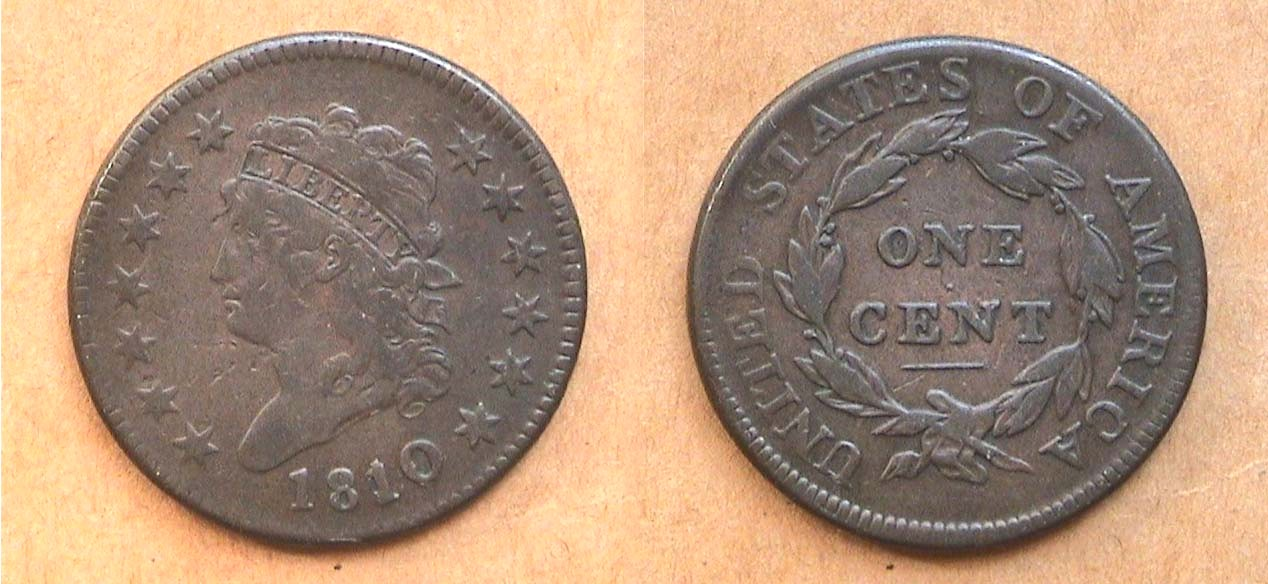 LIBERTY
1810
UNITED STATES OF AMERICA
ONE
CENT